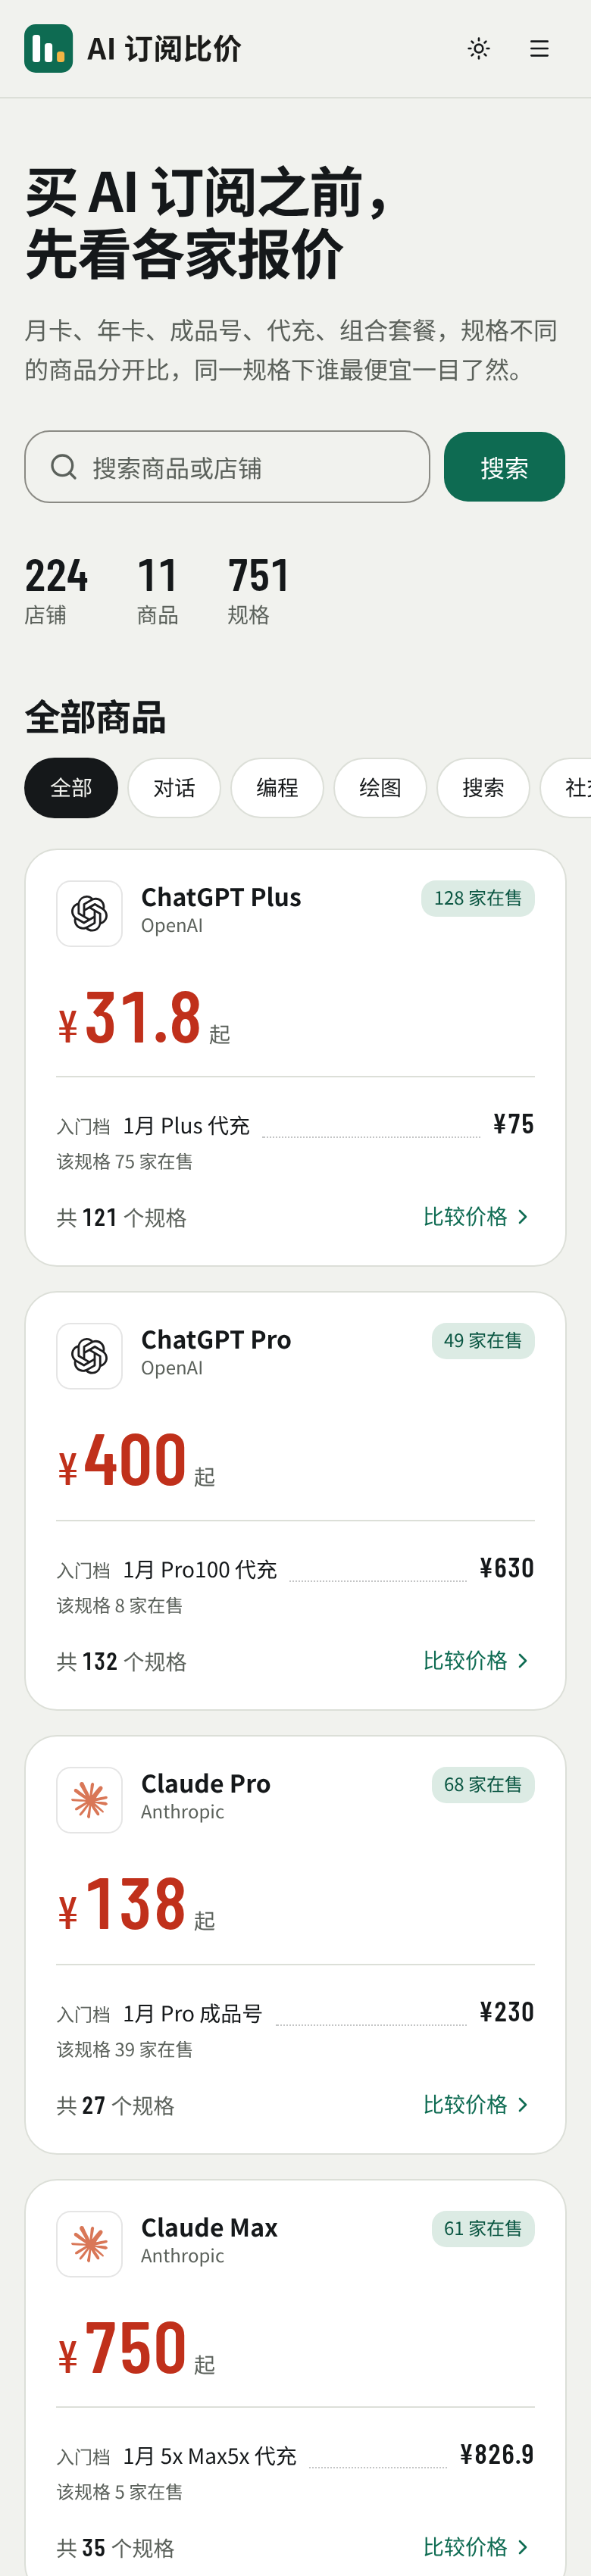 AI 订阅比价
买 AI 订阅之前，
先看各家报价
月卡、年卡、成品号、代充、组合套餐，规格不同
的商品分开比，同一规格下谁最便宜一目了然。
搜索商品或店铺
搜索
224 11 751
店铺 商品 规格
全部商品
全部 对话 编程 绘图 搜索 社交
ChatGPT Plus 128 家在售
OpenAI
¥31.8 起
入门档 1月 Plus 代充 ¥75
该规格 75 家在售
共 121 个规格 比较价格
ChatGPT Pro 49 家在售
OpenAI
¥400 起
入门档 1月 Pro100 代充 ¥630
该规格 8 家在售
共 132 个规格 比较价格
Claude Pro 68 家在售
Anthropic
¥138 起
入门档 1月 Pro 成品号 ¥230
该规格 39 家在售
共 27 个规格 比较价格
Claude Max 61 家在售
Anthropic
¥750 起
入门档 1月 5x Max5x 代充 ¥826.9
该规格 5 家在售
共 35 个规格 比较价格